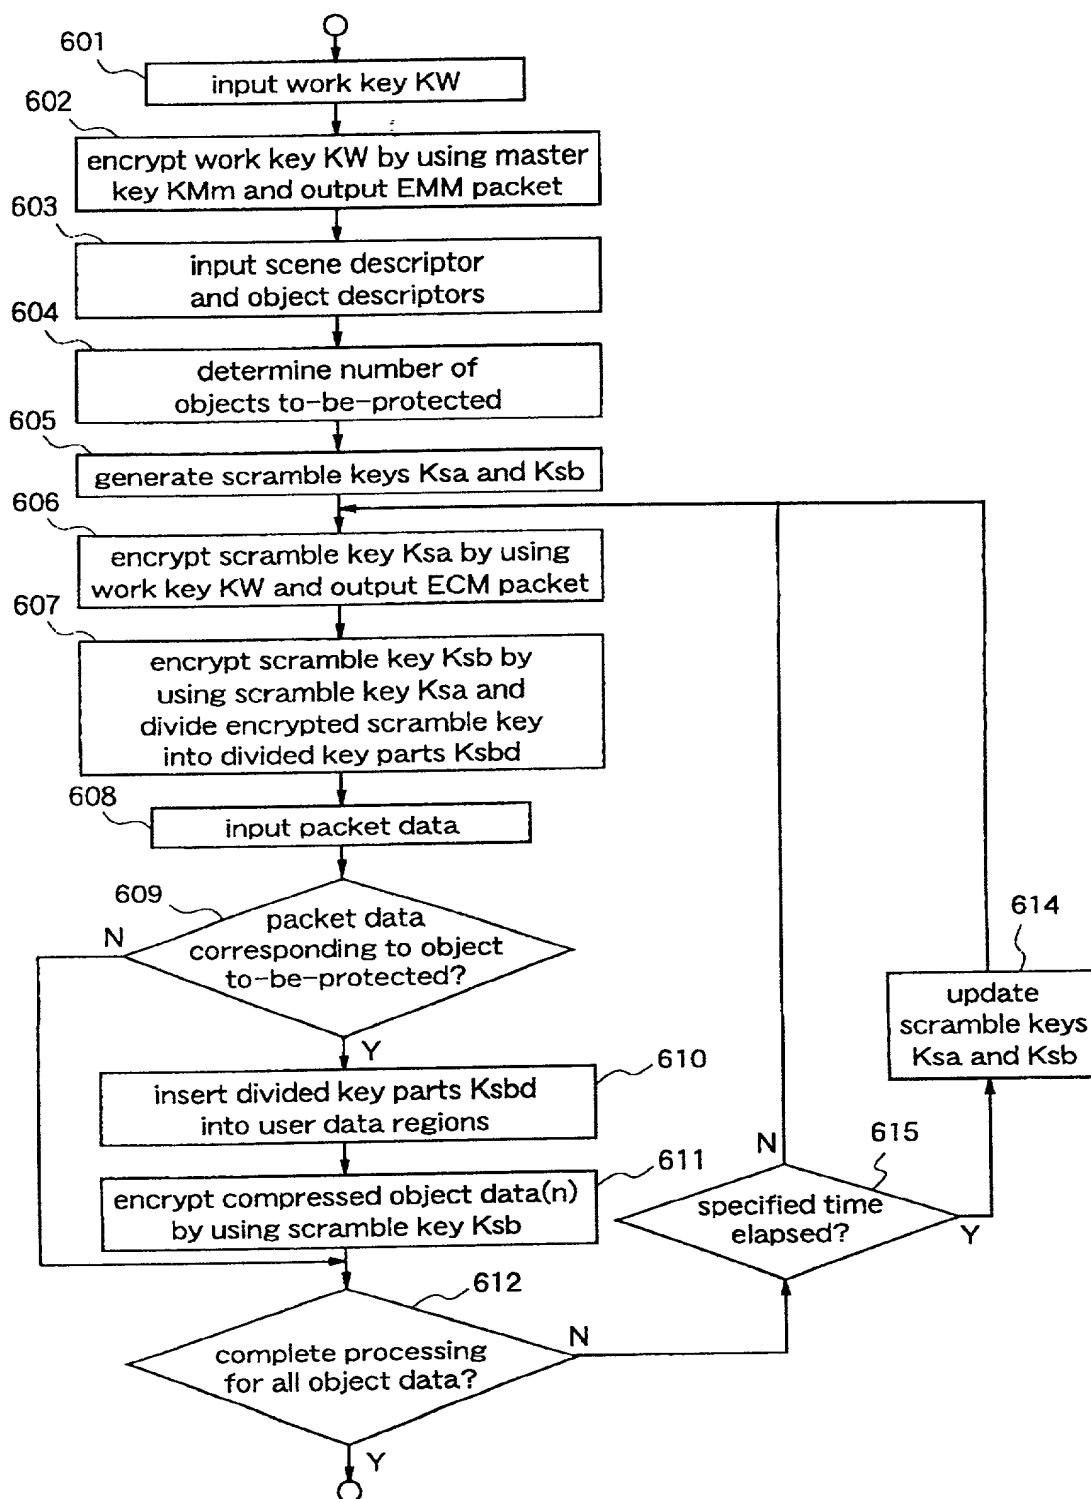 601
input work key KW
602
encrypt work key KW by using master
key KMm and output EMM packet
603
input scene descriptor
and object descriptors
604
determine number of
objects to-be-protected
605
generate scramble keys Ksa and Ksb
606
encrypt scramble key Ksa by using
work key KW and output ECM packet
607
encrypt scramble key Ksb by
using scramble key Ksa and
divide encrypted scramble key
into divided key parts Ksbd
608
input packet data
609
N
packet data
corresponding to object
to-be-protected?
Y
610
insert divided key parts Ksbd
into user data regions
611
encrypt compressed object data(n)
by using scramble key Ksb
612
complete processing
for all object data?
N
Y
615
specified time
elapsed?
N
Y
614
update
scramble keys
Ksa and Ksb